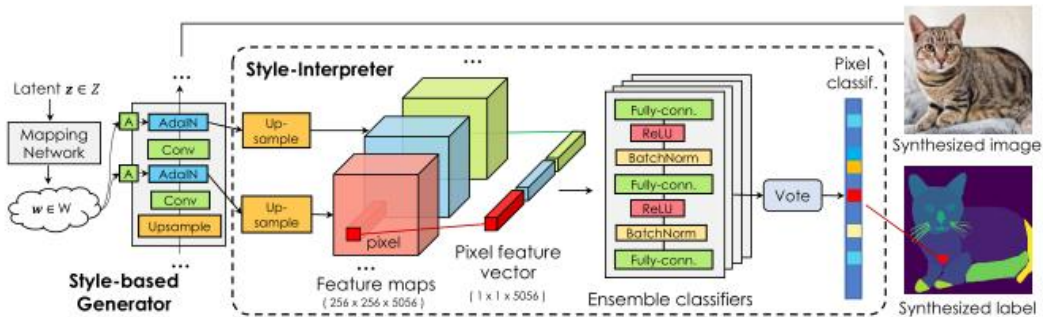 Latent z ∈ Z
Mapping
Network
w ∈ W
...
A
AdaIN
Conv
A
AdaIN
Conv
Upsample
...
Style-based
Generator
Style-Interpreter
Up-
sample
Up-
sample
...
pixel
...
Feature maps
( 256 x 256 x 5056 )
Pixel feature
vector
( 1 x 1 x 5056 )
Fully-conn.
ReLU
BatchNorm
Fully-conn.
ReLU
BatchNorm
Fully-conn.
Ensemble classifiers
Vote
Pixel
classif.
Synthesized image
Synthesized label